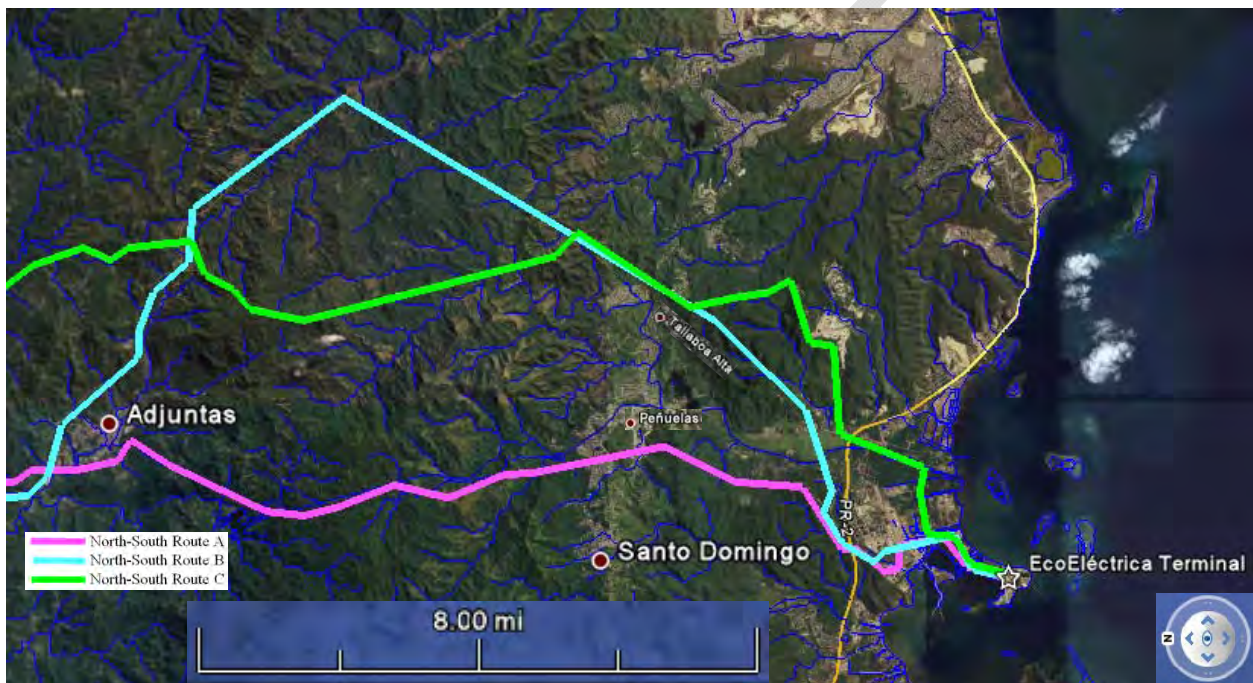 Tallaboa Alta
Adjuntas
Peñuelas
PR-2
North-South Route A
North-South Route B
North-South Route C
Santo Domingo
EcoEléctrica Terminal
8.00 mi
N